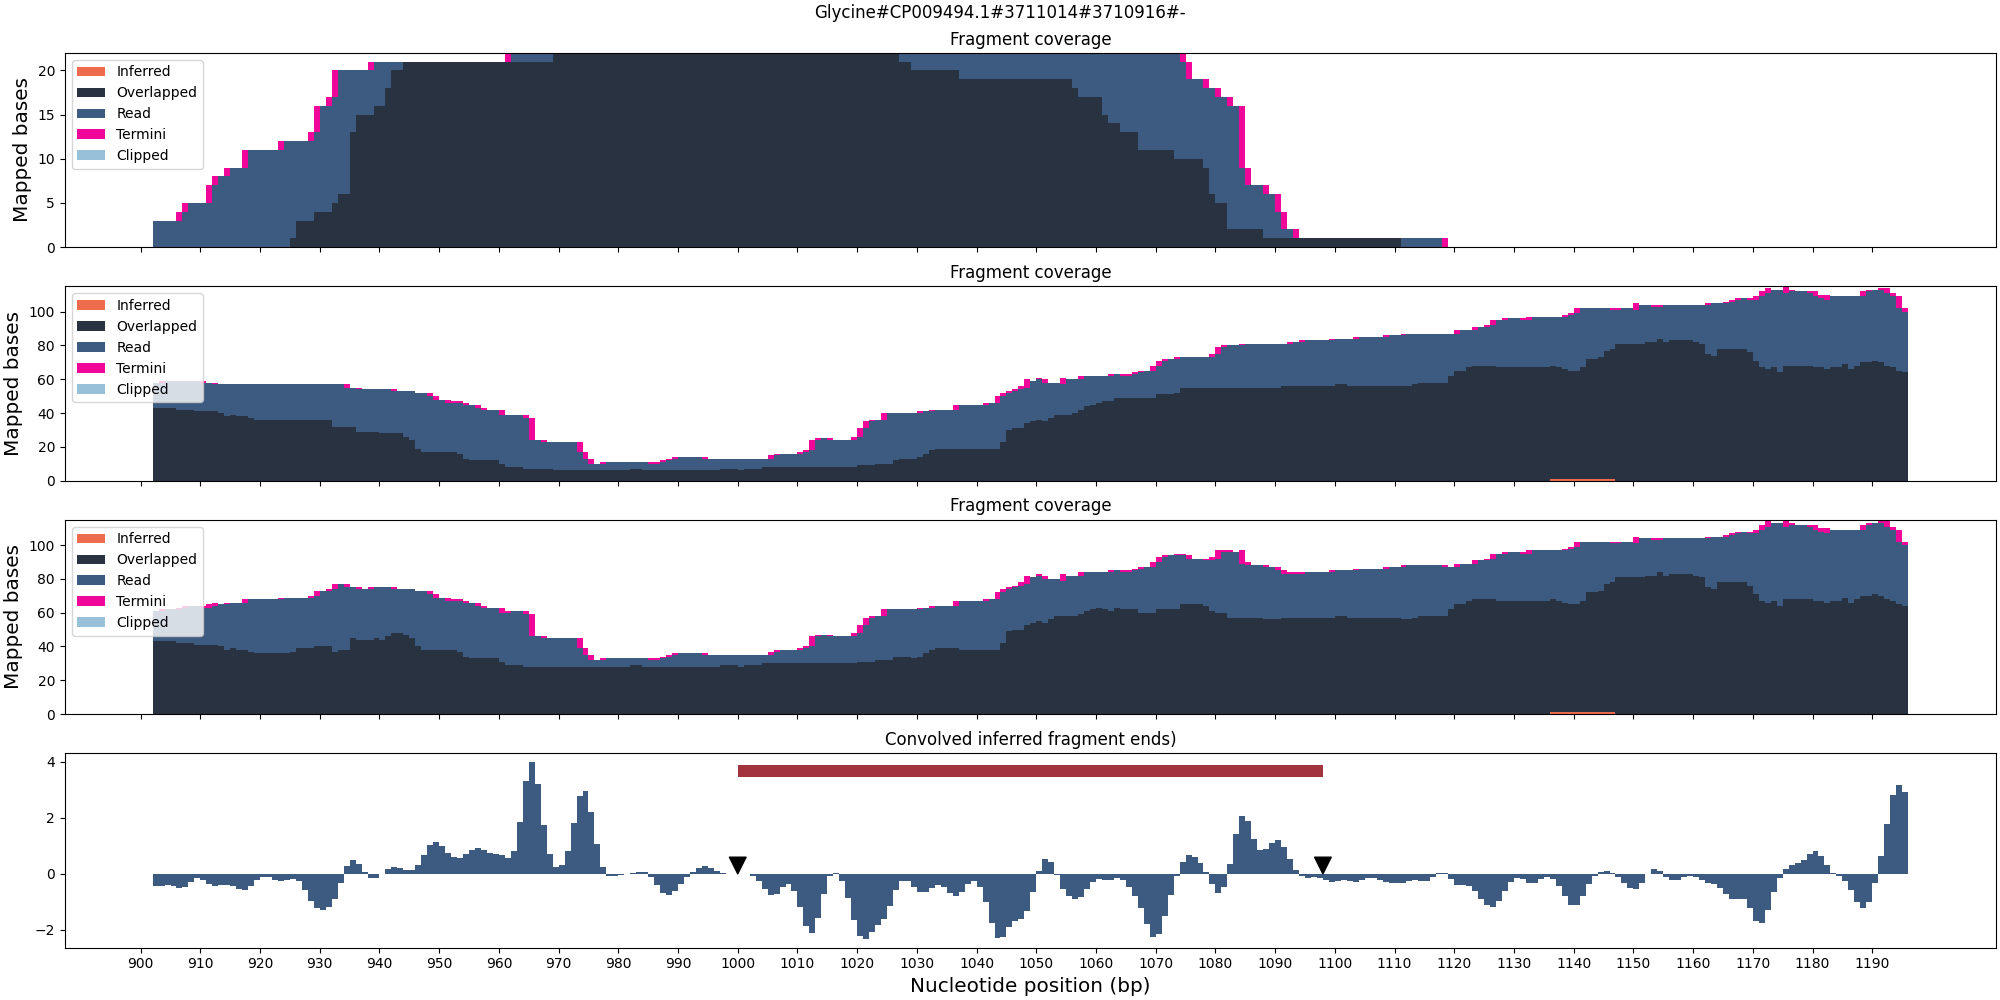 Glycine#CP009494.1#3711014#3710916#-
Fragment coverage
Mapped bases
20
15
10
5
0
Inferred
Overlapped
Read
Termini
Clipped
Fragment coverage
Mapped bases
100
80
60
40
20
0
Inferred
Overlapped
Read
Termini
Clipped
Fragment coverage
Mapped bases
100
80
60
40
20
0
Inferred
Overlapped
Read
Termini
Clipped
Convolved inferred fragment ends)
4
2
0
−2
900 910 920 930 940 950 960 970 980 990 1000 1010 1020 1030 1040 1050 1060 1070 1080 1090 1100 1110 1120 1130 1140 1150 1160 1170 1180 1190
Nucleotide position (bp)